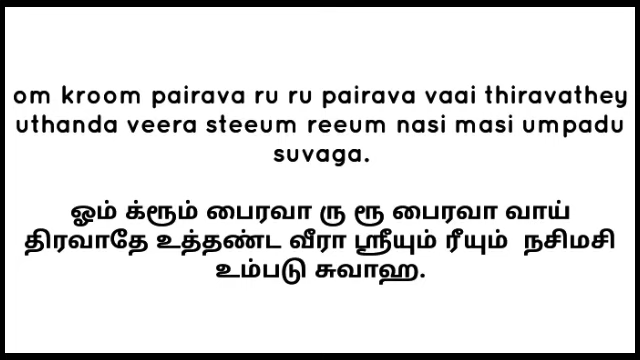 om kroom pairava ru ru pairava vaai thiravathey
uthanda veera steeum reeum nasi masi umpadu
suvaga.
ஓம் க்ரூம் பைரவா ரு ரூ பைரவா வாய்
திரவாதே உத்தண்ட வீரா ஸ்ரீயும் ரீயும் நசிமசி
உம்படு சுவாஹ.